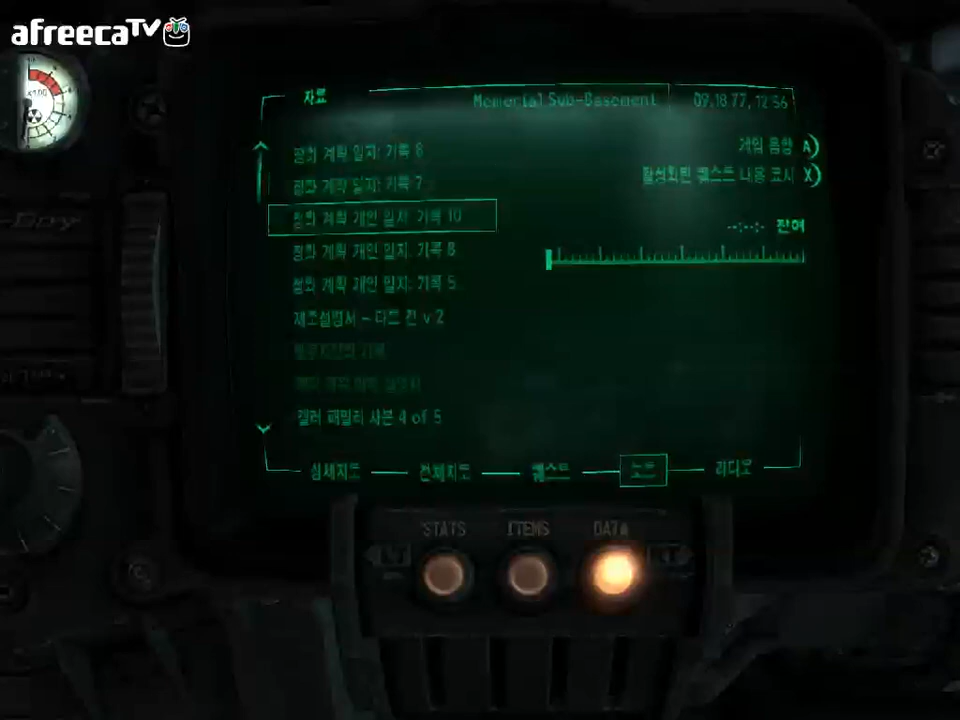 afreecaTV
자료
Memorial Sub-Basement
09.18.77, 12:56
정화 계획 일지: 기록 8
게임 음향 A)
정화 계획 일지: 기록 7
활성화된 퀘스트 내용 표시 X)
정화 계획 개인 일지: 기록 10
--:-- 잔여
정화 계획 개인 일지: 기록 8
정화 계획 개인 일지: 기록 5
제조설명서 - 다트 건 v 2
켈러 패밀리 사본 4 of 5
상세지도
전체지도
퀘스트
노트
라디오
STATS
ITEMS
DATA